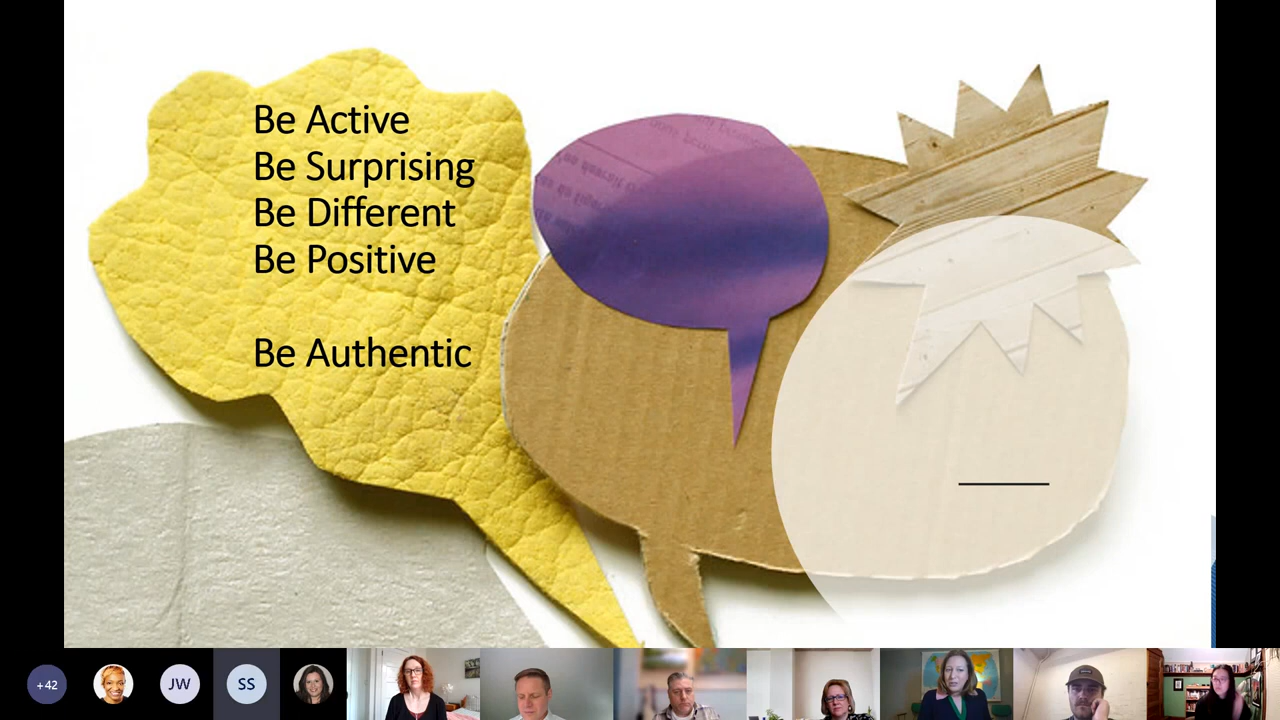 Be Active
Be Surprising
Be Different
Be Positive
Be Authentic
+42
JW
SS